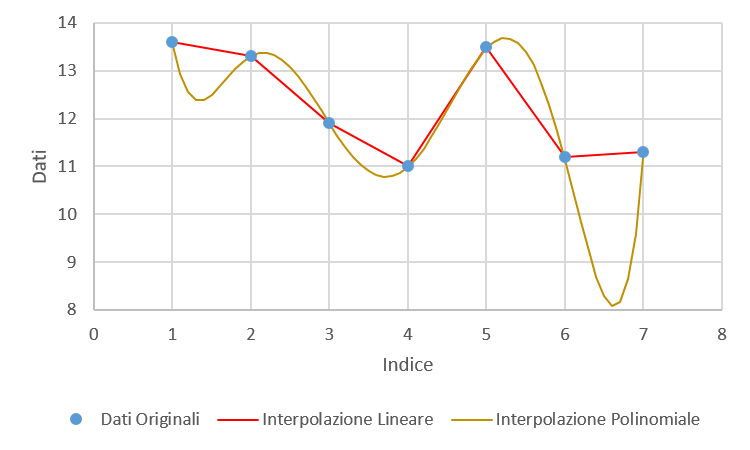 14
13
12
11
10
9
8
Dati
0 1 2 3 4 5 6 7 8
Indice
Dati Originali Interpolazione Lineare Interpolazione Polinomiale